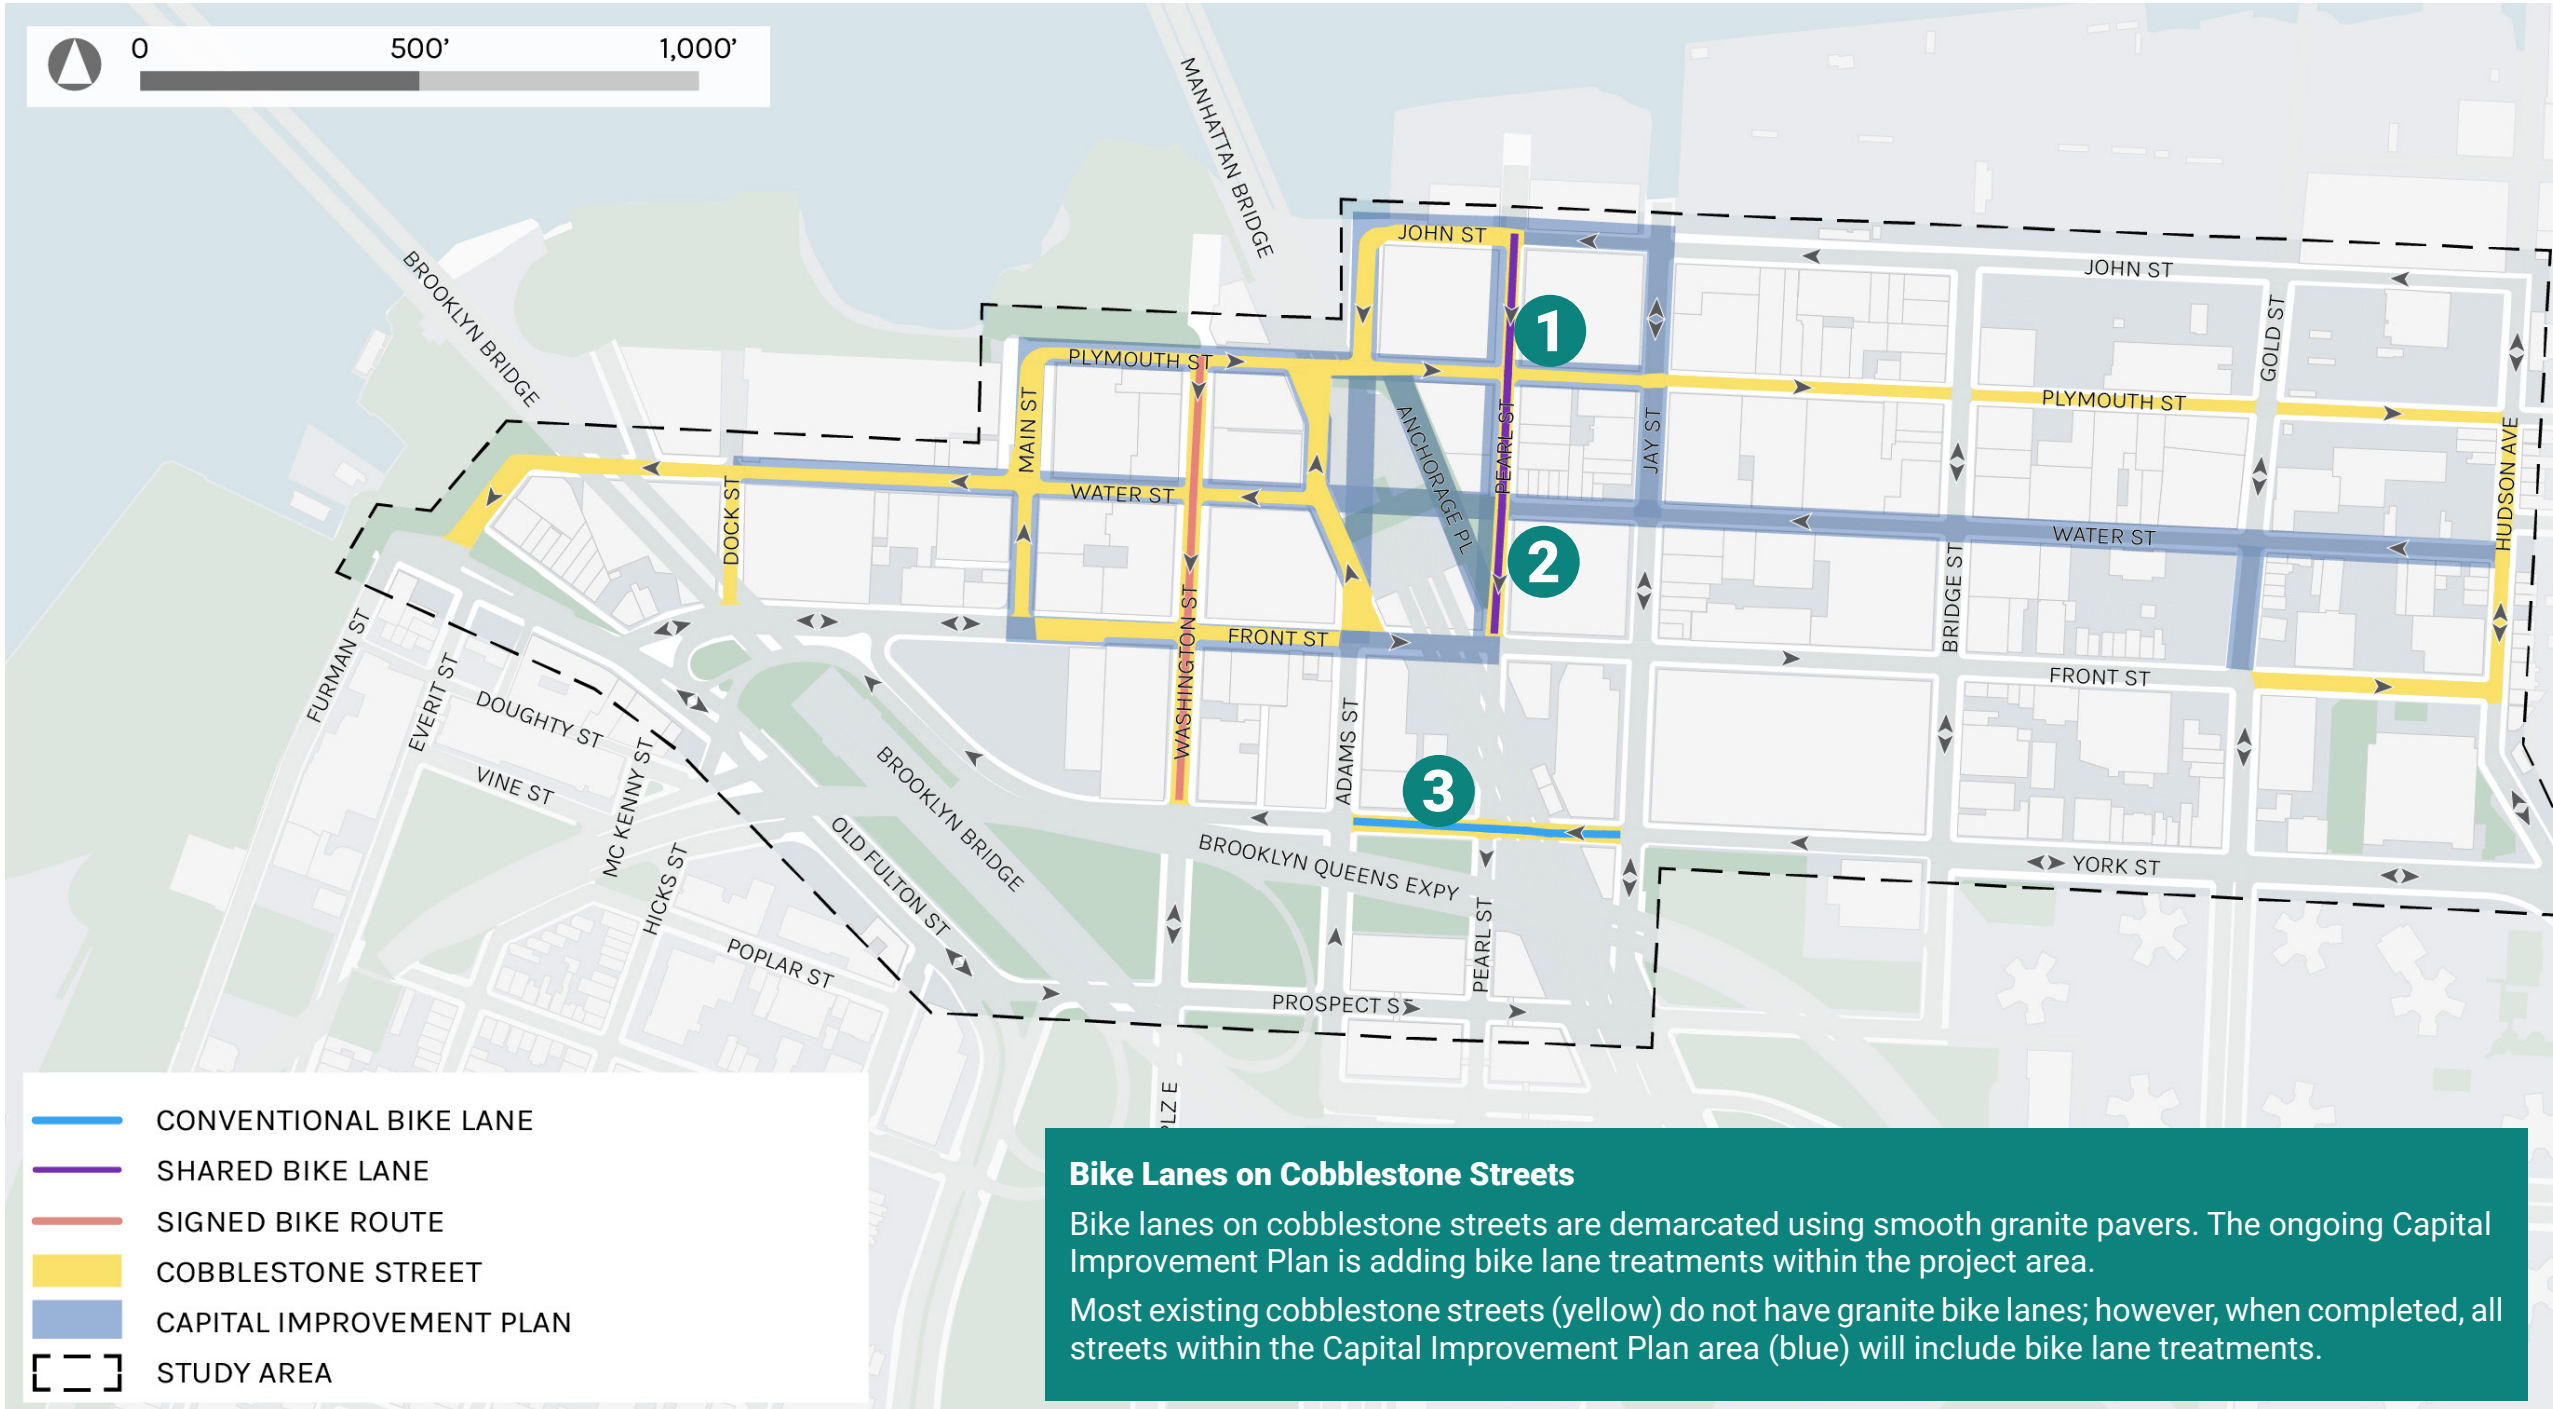 0 500' 1,000'
MANHATTAN BRIDGE
BROOKLYN BRIDGE
JOHN ST
JOHN ST
1
GOLD ST
PLYMOUTH ST
PLYMOUTH ST
MAIN ST
ANCHORAGE PL
PEARL ST
JAY ST
HUDSON AVE
DOCK ST
WATER ST
WATER ST
2
BRIDGE ST
FURMAN ST
EVERIT ST
WASHINGTON ST
FRONT ST
FRONT ST
DOUGHTY ST
ADAMS ST
VINE ST
MC KENNY ST
BROOKLYN BRIDGE
3
OLD FULTON ST
BROOKLYN QUEENS EXPY
YORK ST
HICKS ST
POPLAR ST
PEARL ST
PROSPECT ST
PLZ E
CONVENTIONAL BIKE LANE
SHARED BIKE LANE
SIGNED BIKE ROUTE
COBBLESTONE STREET
CAPITAL IMPROVEMENT PLAN
STUDY AREA
Bike Lanes on Cobblestone Streets
Bike lanes on cobblestone streets are demarcated using smooth granite pavers. The ongoing Capital
Improvement Plan is adding bike lane treatments within the project area.
Most existing cobblestone streets (yellow) do not have granite bike lanes; however, when completed, all
streets within the Capital Improvement Plan area (blue) will include bike lane treatments.